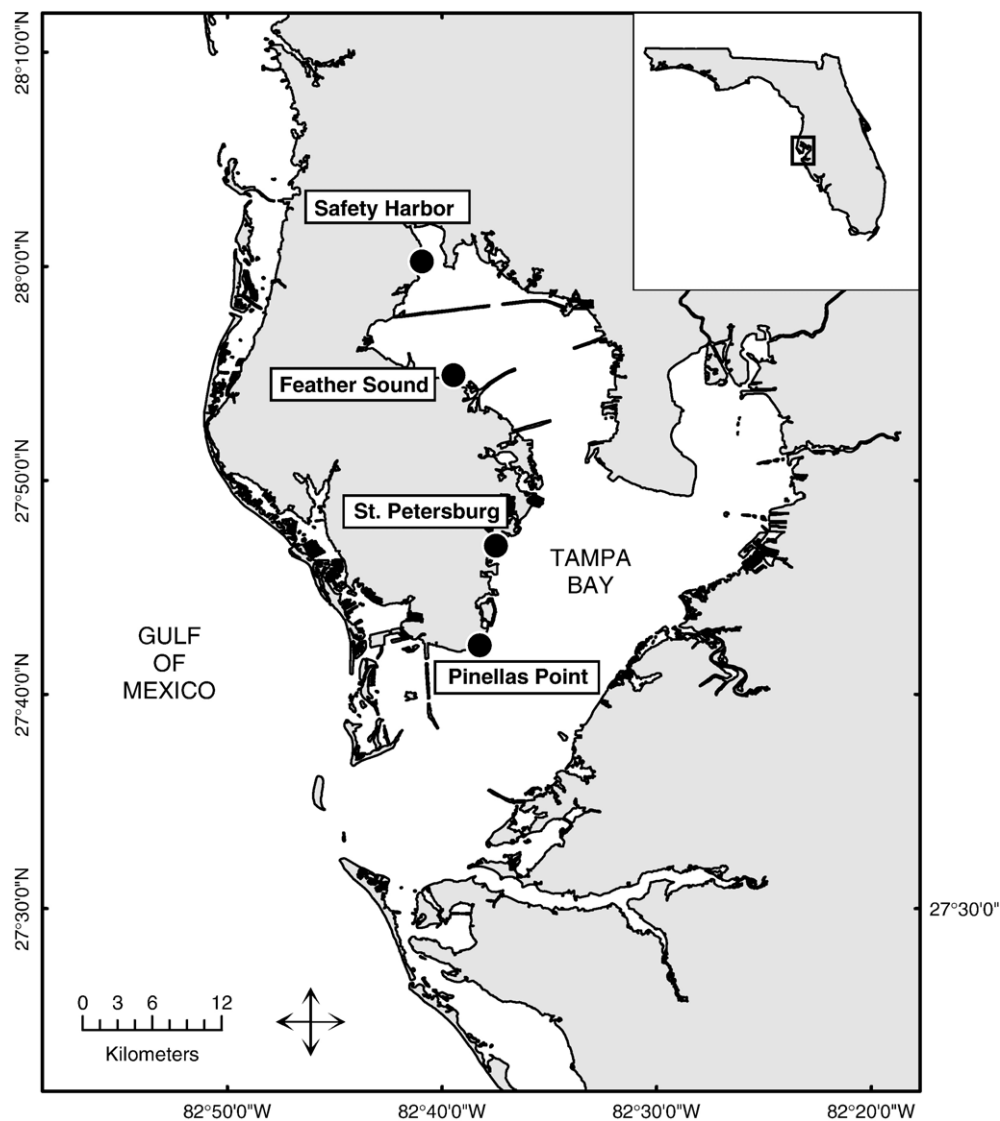 28°10'0"N
Safety Harbor
28°0'0"N
Feather Sound
27°50'0"N
St. Petersburg
TAMPA
BAY
GULF
OF
MEXICO
Pinellas Point
27°40'0"N
27°30'0"N
27°30'0"
0 3 6 12
Kilometers
82°50'0"W 82°40'0"W 82°30'0"W 82°20'0"W